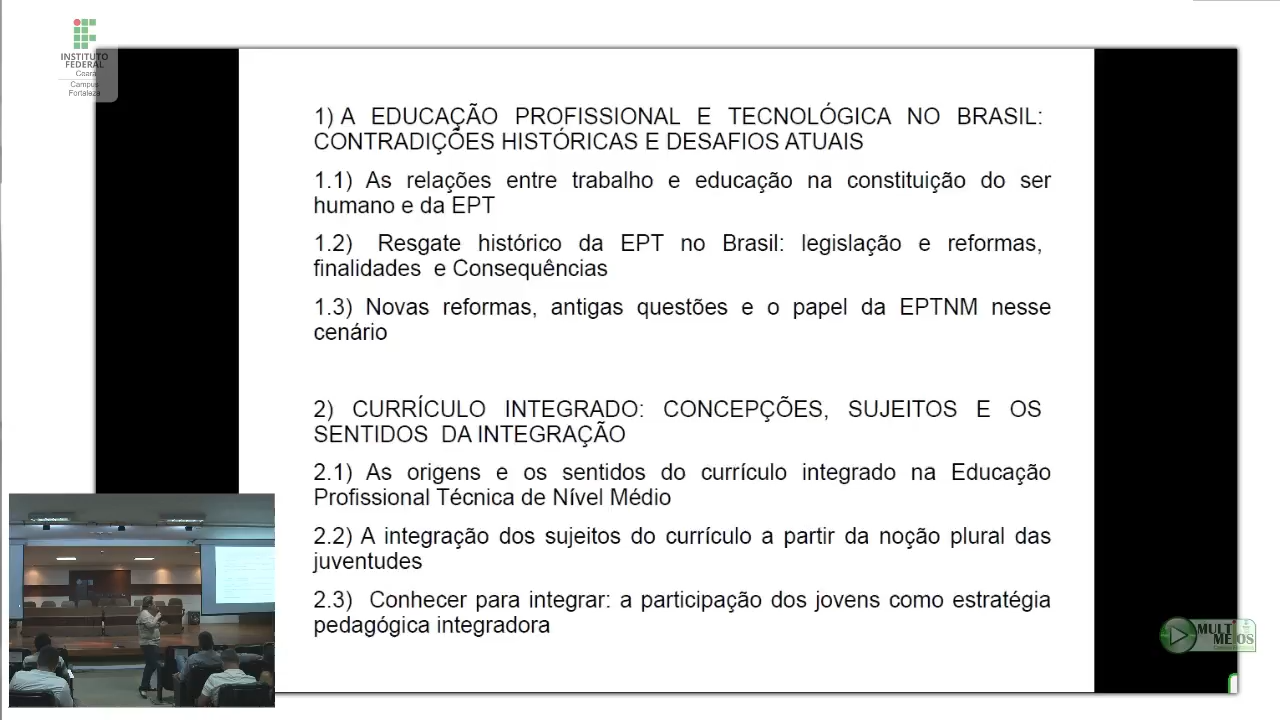 INSTITUTO
FEDERAL
Ceará
Campus
Fortaleza
1) A EDUCAÇÃO PROFISSIONAL E TECNOLÓGICA NO BRASIL:
CONTRADIÇÕES HISTÓRICAS E DESAFIOS ATUAIS
1.1) As relações entre trabalho e educação na constituição do ser
humano e da EPT
1.2) Resgate histórico da EPT no Brasil: legislação e reformas,
finalidades e Consequências
1.3) Novas reformas, antigas questões e o papel da EPTNM nesse
cenário
2) CURRÍCULO INTEGRADO: CONCEPÇÕES, SUJEITOS E OS
SENTIDOS DA INTEGRAÇÃO
2.1) As origens e os sentidos do currículo integrado na Educação
Profissional Técnica de Nível Médio
2.2) A integração dos sujeitos do currículo a partir da noção plural das
juventudes
2.3) Conhecer para integrar: a participação dos jovens como estratégia
pedagógica integradora
MULTI
MEIOS